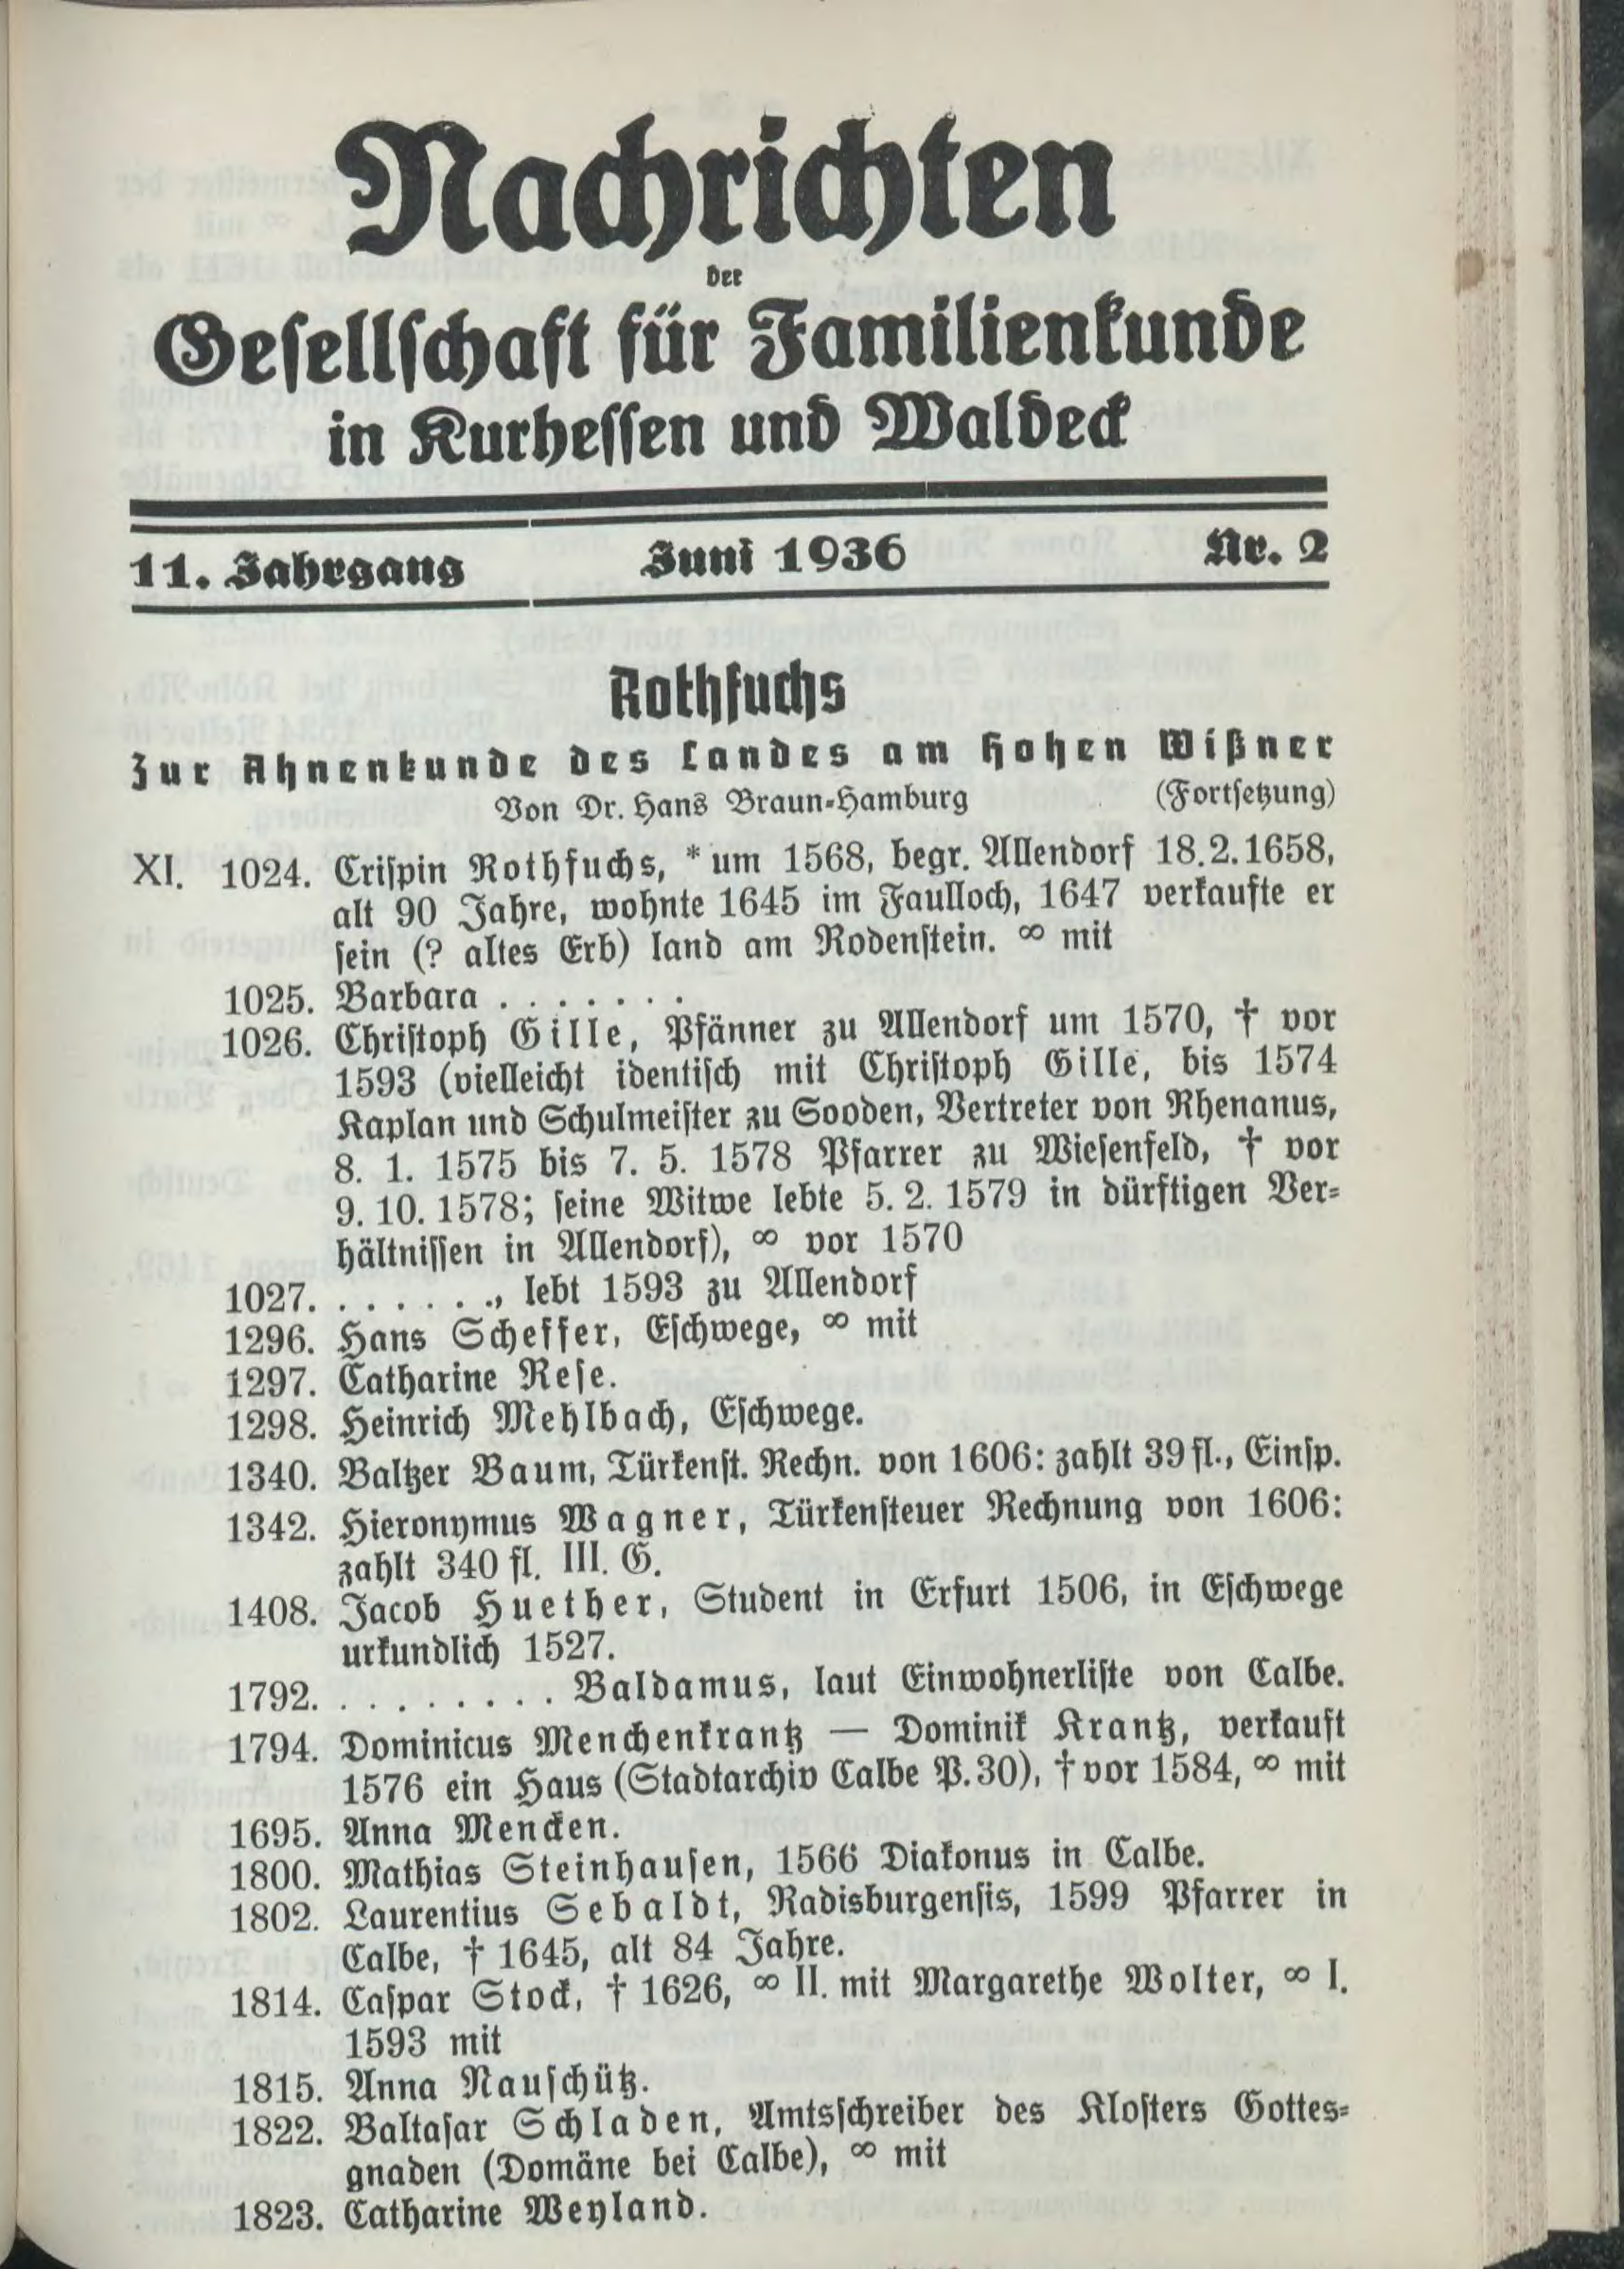 Nachrichten
der
Gesellschaft für Familienkunde
in Kurhessen und Waldeck
11. Jahrgang Juni 1936 Nr. 2
Rothfuchs
Zur Ahnenkunde des Landes am Hohen Wißner
Von Dr. Hans Braun-Hamburg (Fortsetzung)
XI. 1024. Crispin Rothfuchs, * um 1568, begr. Allendorf 18.2.1658,
alt 90 Jahre, wohnte 1645 im Faulloch, 1647 verkaufte er
sein (? altes Erb) land am Rodenstein. ∞ mit
1025. Barbara . . . . . . .
1026. Christoph Gille, Pfänner zu Allendorf um 1570, † vor
1593 (vielleicht identisch mit Christoph Gille, bis 1574
Kaplan und Schulmeister zu Sooden, Vertreter von Rhenanus,
8. 1. 1575 bis 7. 5. 1578 Pfarrer zu Wiesenfeld, † vor
9. 10. 1578; seine Witwe lebte 5. 2. 1579 in dürftigen Ver-
hältnissen in Allendorf), ∞ vor 1570
1027. . . . . . . ., lebt 1593 zu Allendorf
1296. Hans Scheffer, Eschwege, ∞ mit
1297. Catharine Rese.
1298. Heinrich Mehlbach, Eschwege.
1340. Baltzer Baum, Türkenst. Rechn. von 1606: zahlt 39 fl., Einsp.
1342. Hieronymus Wagner, Türkensteuer Rechnung von 1606:
zahlt 340 fl. III. G.
1408. Jacob Huether, Student in Erfurt 1506, in Eschwege
urkundlich 1527.
1792. . . . . . . . . . Baldamus, laut Einwohnerliste von Calbe.
1794. Dominicus Menchenkrantz — Dominik Krantz, verkauft
1576 ein Haus (Stadtarchiv Calbe P.30), † vor 1584, ∞ mit
1695. Anna Mencken.
1800. Mathias Steinhausen, 1566 Diakonus in Calbe.
1802. Laurentius Sebaldt, Radisburgensis, 1599 Pfarrer in
Calbe, † 1645, alt 84 Jahre.
1814. Caspar Stock, † 1626, ∞ II. mit Margarethe Wolter, ∞ I.
1593 mit
1815. Anna Nauschütz.
1822. Baltasar Schladen, Amtsschreiber des Klosters Gottes-
gnaden (Domäne bei Calbe), ∞ mit
1823. Catharine Weyland.